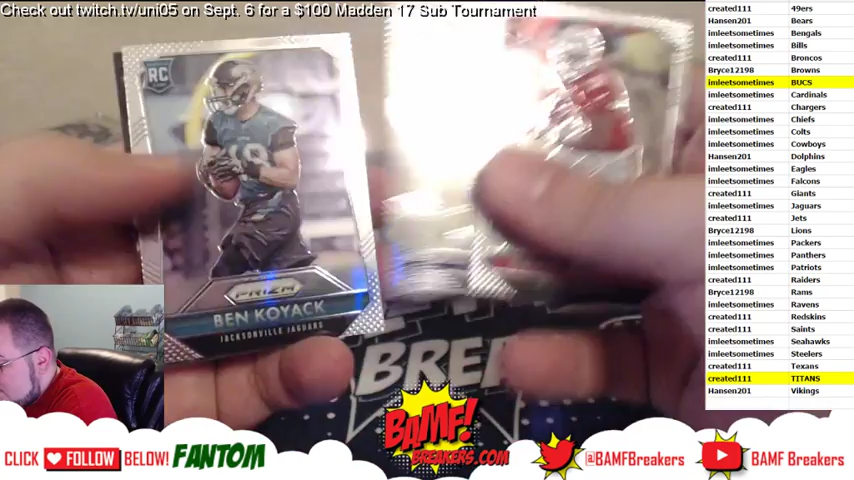 Check out twitch.tv/uni05 on Sept. 6 for a $100 Madden 17 Sub Tournament
created111 49ers
Hansen201 Bears
imleetsometimes Bengals
imleetsometimes Bills
created111 Broncos
Bryce12198 Browns
imleetsometimes BUCS
imleetsometimes Cardinals
created111 Chargers
imleetsometimes Chiefs
imleetsometimes Colts
imleetsometimes Cowboys
Hansen201 Dolphins
imleetsometimes Eagles
imleetsometimes Falcons
created111 Giants
imleetsometimes Jaguars
created111 Jets
Bryce12198 Lions
imleetsometimes Packers
imleetsometimes Panthers
imleetsometimes Patriots
created111 Raiders
Bryce12198 Rams
imleetsometimes Ravens
created111 Redskins
created111 Saints
imleetsometimes Seahawks
imleetsometimes Steelers
created111 Texans
created111 TITANS
Hansen201 Vikings
RC
PRIZM
BEN KOYACK
JACKSONVILLE JAGUARS
BREA
BAMF!
BREAKERS.COM
CLICK FOLLOW BELOW! FANTOM
@BAMFBreakers
BAMF Breakers